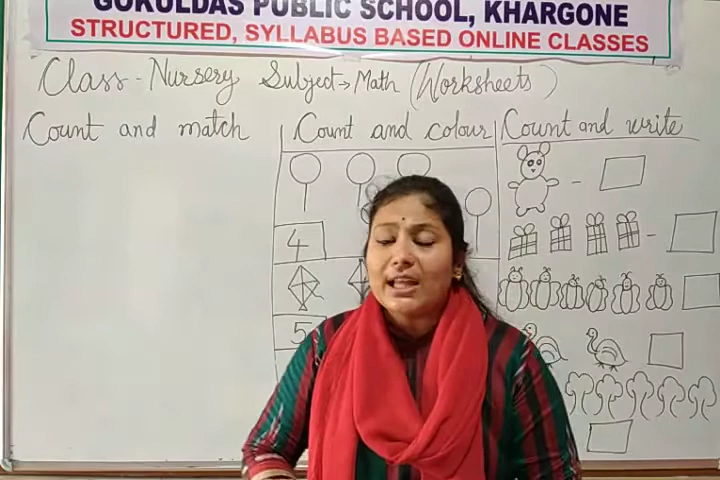 GOKULDAS PUBLIC SCHOOL, KHARGONE
STRUCTURED, SYLLABUS BASED ONLINE CLASSES
Class - Nursery Subject → Math (Worksheets)
Count and match
Count and colour
4
5
Count and write